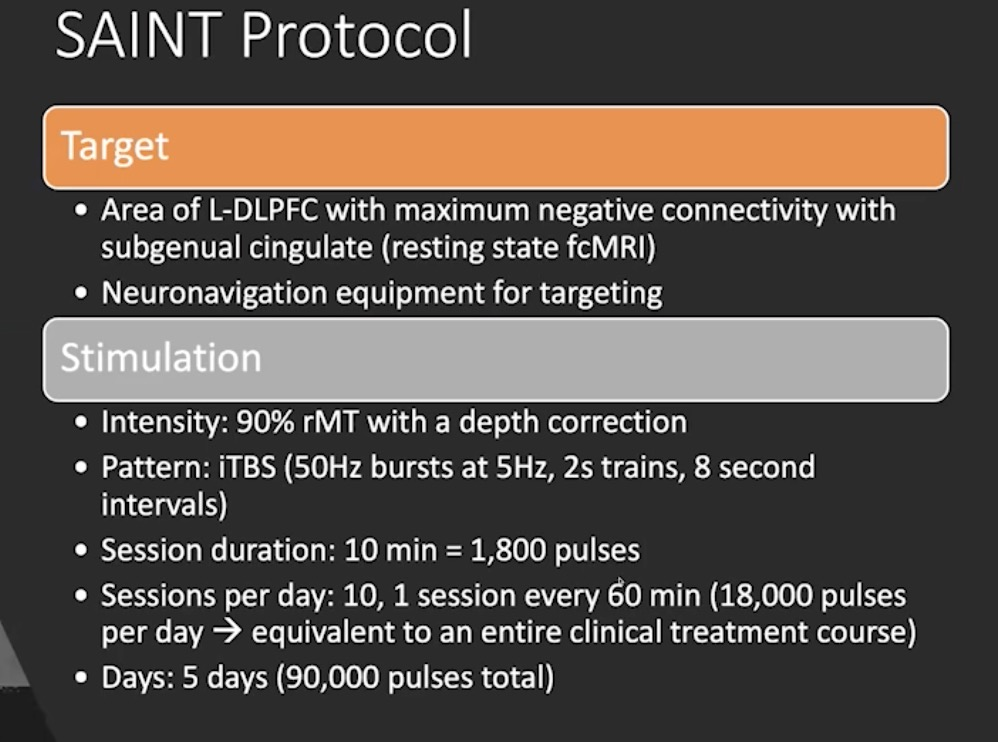 SAINT Protocol
Target
• Area of L-DLPFC with maximum negative connectivity with
subgenual cingulate (resting state fcMRI)
• Neuronavigation equipment for targeting
Stimulation
• Intensity: 90% rMT with a depth correction
• Pattern: iTBS (50Hz bursts at 5Hz, 2s trains, 8 second
intervals)
• Session duration: 10 min = 1,800 pulses
• Sessions per day: 10, 1 session every 60 min (18,000 pulses
per day → equivalent to an entire clinical treatment course)
• Days: 5 days (90,000 pulses total)